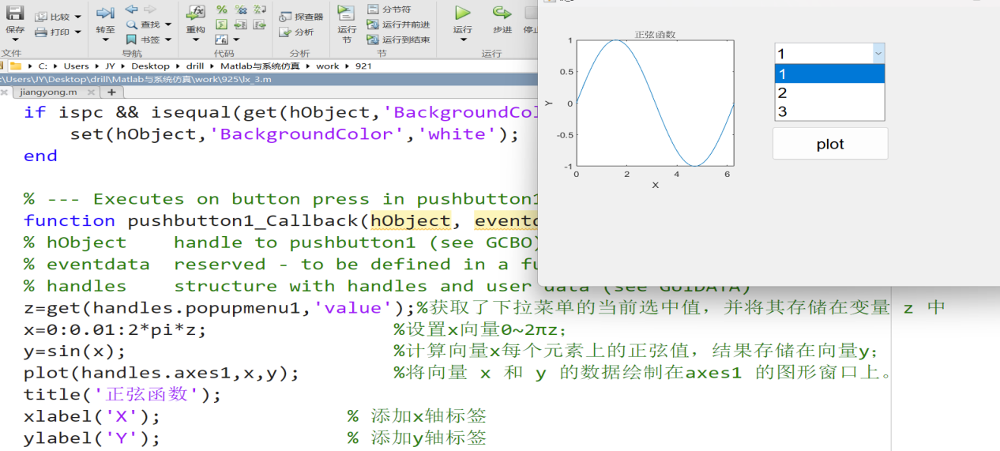 比较
查找
重构
探查器
分节符
运行并前进
运行到结束
保存
打印
转至
书签
分析
运行
节
运行
步进
文件
导航
代码
分析
节
运行
C: Users JY Desktop drill Matlab与系统仿真 work 921
:\Users\JY\Desktop\drill\Matlab与系统仿真\work\925\lx_3.m
jiangyong.m
if ispc && isequal(get(hObject,'BackgroundCol
set(hObject,'BackgroundColor','white');
end
% --- Executes on button press in pushbutton1
function pushbutton1_Callback(hObject, eventd
% hObject    handle to pushbutton1 (see GCBO)
% eventdata  reserved - to be defined in a fu
% handles    structure with handles and user data (see GUIDATA)
z=get(handles.popupmenu1,'value');%获取了下拉菜单的当前选中值，并将其存储在变量 z 中
x=0:0.01:2*pi*z; %设置x向量0~2πz；
y=sin(x); %计算向量x每个元素上的正弦值，结果存储在向量y；
plot(handles.axes1,x,y); %将向量 x 和 y 的数据绘制在axes1 的图形窗口上。
title('正弦函数');
xlabel('X'); % 添加x轴标签
ylabel('Y'); % 添加y轴标签
正弦函数
1
0.5
0
-0.5
-1
Y
0 2 4 6
X
1
1
2
3
plot